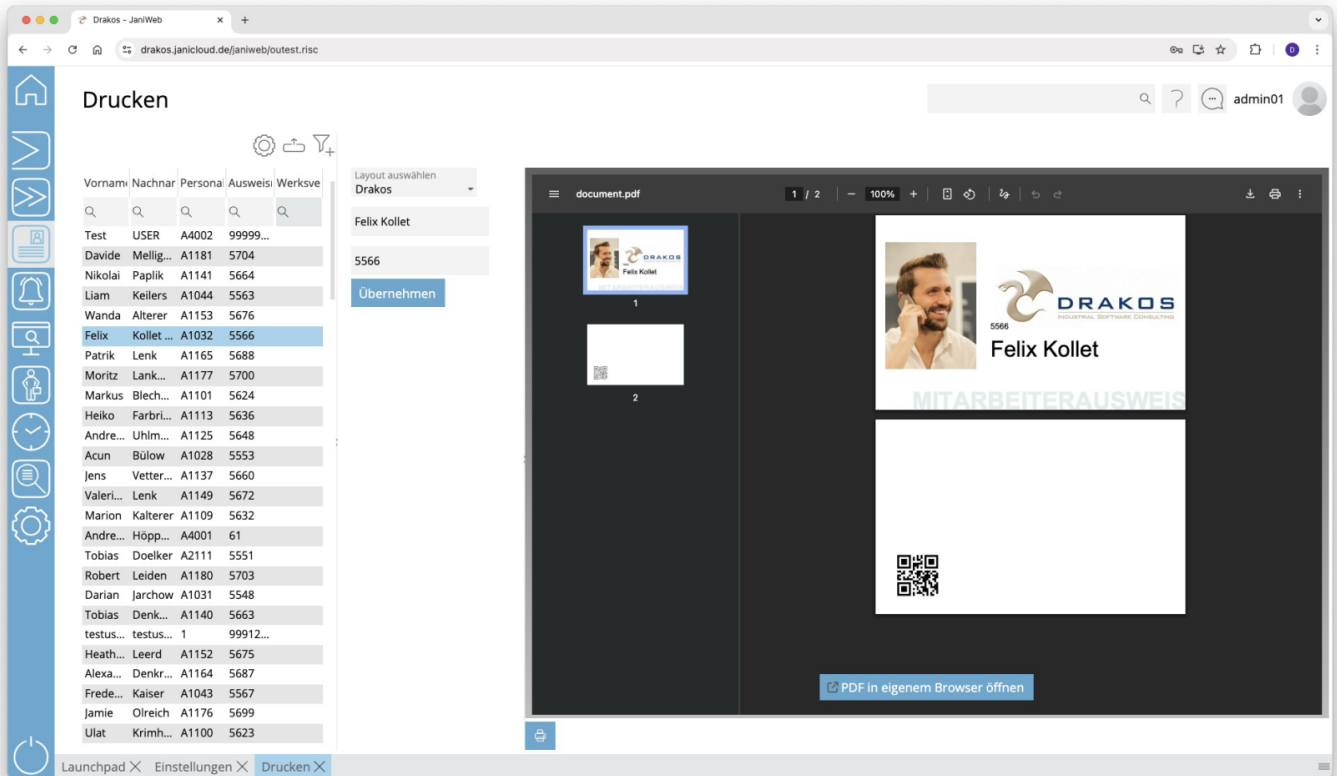 Drakos - JaniWeb
drakos.janicloud.de/janiweb/outest.risc
D
Drucken
admin01
Vorname Nachnar Personal Ausweisi Werksve
Test USER A4002 99999...
Davide Mellig... A1181 5704
Nikolai Paplik A1141 5664
Liam Keilers A1044 5563
Wanda Alterer A1153 5676
Felix Kollet ... A1032 5566
Patrik Lenk A1165 5688
Moritz Lank... A1177 5700
Markus Blech... A1101 5624
Heiko Farbri... A1113 5636
Andre... Uhlm... A1125 5648
Acun Bülow A1028 5553
Jens Vetter... A1137 5660
Valeri... Lenk A1149 5672
Marion Kalterer A1109 5632
Andre... Höpp... A4001 61
Tobias Doelker A2111 5551
Robert Leiden A1180 5703
Darian Jarchow A1031 5548
Tobias Denk... A1140 5663
testus... testus... 1 99912...
Heath... Leerd A1152 5675
Alexa... Denkr... A1164 5687
Frede... Kaiser A1043 5567
Jamie Olreich A1176 5699
Ulat Krimh... A1100 5623
Layout auswählen
Drakos
Felix Kollet
5566
Übernehmen
document.pdf 1 / 2 100%
DRAKOS
Felix Kollet
MITARBEITERAUSWEIS
1
2
DRAKOS
INDUSTRIAL SOFTWARE CONSULTING
5566
Felix Kollet
MITARBEITERAUSWEIS
PDF in eigenem Browser öffnen
Launchpad Einstellungen Drucken